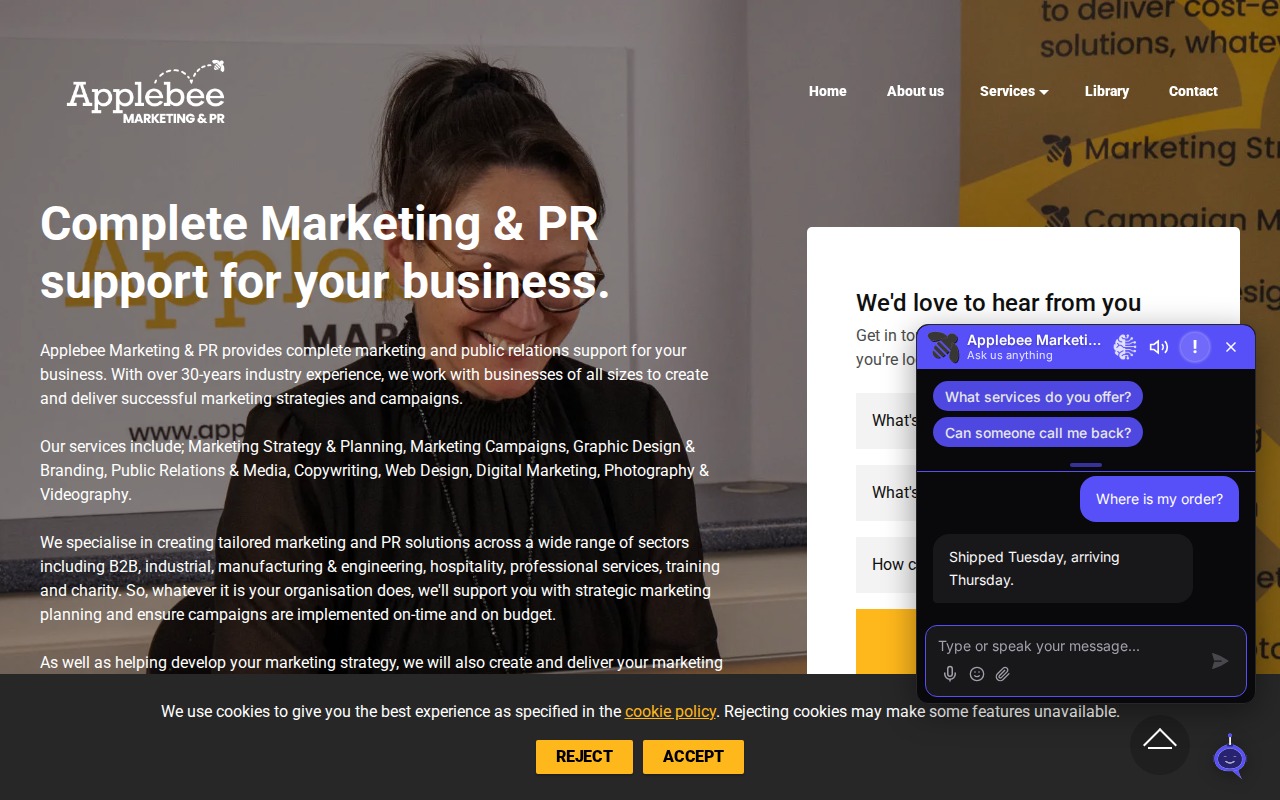 Applebee
MARKETING & PR
Home
About us
Services
Library
Contact
to deliver cost-e
solutions, whateve
Marketing Str
Campaign M
Complete Marketing & PR
support for your business.
Applebee Marketing & PR provides complete marketing and public relations support for your
business. With over 30-years industry experience, we work with businesses of all sizes to create
and deliver successful marketing strategies and campaigns.
www.app
Our services include; Marketing Strategy & Planning, Marketing Campaigns, Graphic Design &
Branding, Public Relations & Media, Copywriting, Web Design, Digital Marketing, Photography &
Videography.
We specialise in creating tailored marketing and PR solutions across a wide range of sectors
including B2B, industrial, manufacturing & engineering, hospitality, professional services, training
and charity. So, whatever it is your organisation does, we'll support you with strategic marketing
planning and ensure campaigns are implemented on-time and on budget.
As well as helping develop your marketing strategy, we will also create and deliver your marketing
We'd love to hear from you
Get in to
you're lo
What's
What's
How c
Applebee Marketi...
Ask us anything
What services do you offer?
Can someone call me back?
Where is my order?
Shipped Tuesday, arriving
Thursday.
Type or speak your message...
We use cookies to give you the best experience as specified in the cookie policy. Rejecting cookies may make some features unavailable.
REJECT
ACCEPT